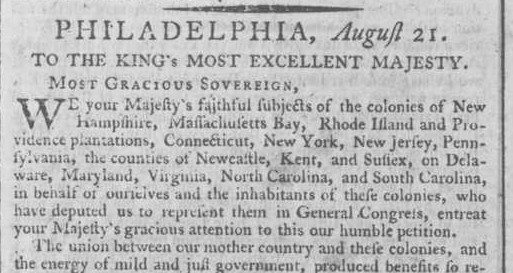 PHILADELPHIA, Auguſt 21.
TO THE KING's MOST EXCELLENT MAJESTY.
MOST GRACIOUS SOVEREIGN,
WE your Majeſty's faithful ſubjects of the colonies of New
Hampſhire, Maſſachuſetts Bay, Rhode Iſland and Pro-
vidence plantations, Connecticut, New York, New Jerſey, Penn-
ſylvania, the counties of Newcaſtle, Kent, and Suſſex, on Dela-
ware, Maryland, Virginia, North Carolina, and South Carolina,
in behalf of ourſelves and the inhabitants of theſe colonies, who
have deputed us to repreſent them in General Congreſs, entreat
your Majeſty's gracious attention to this our humble petition.
The union between our mother country and theſe colonies, and
the energy of mild and juſt government, produced benefits ſo re-